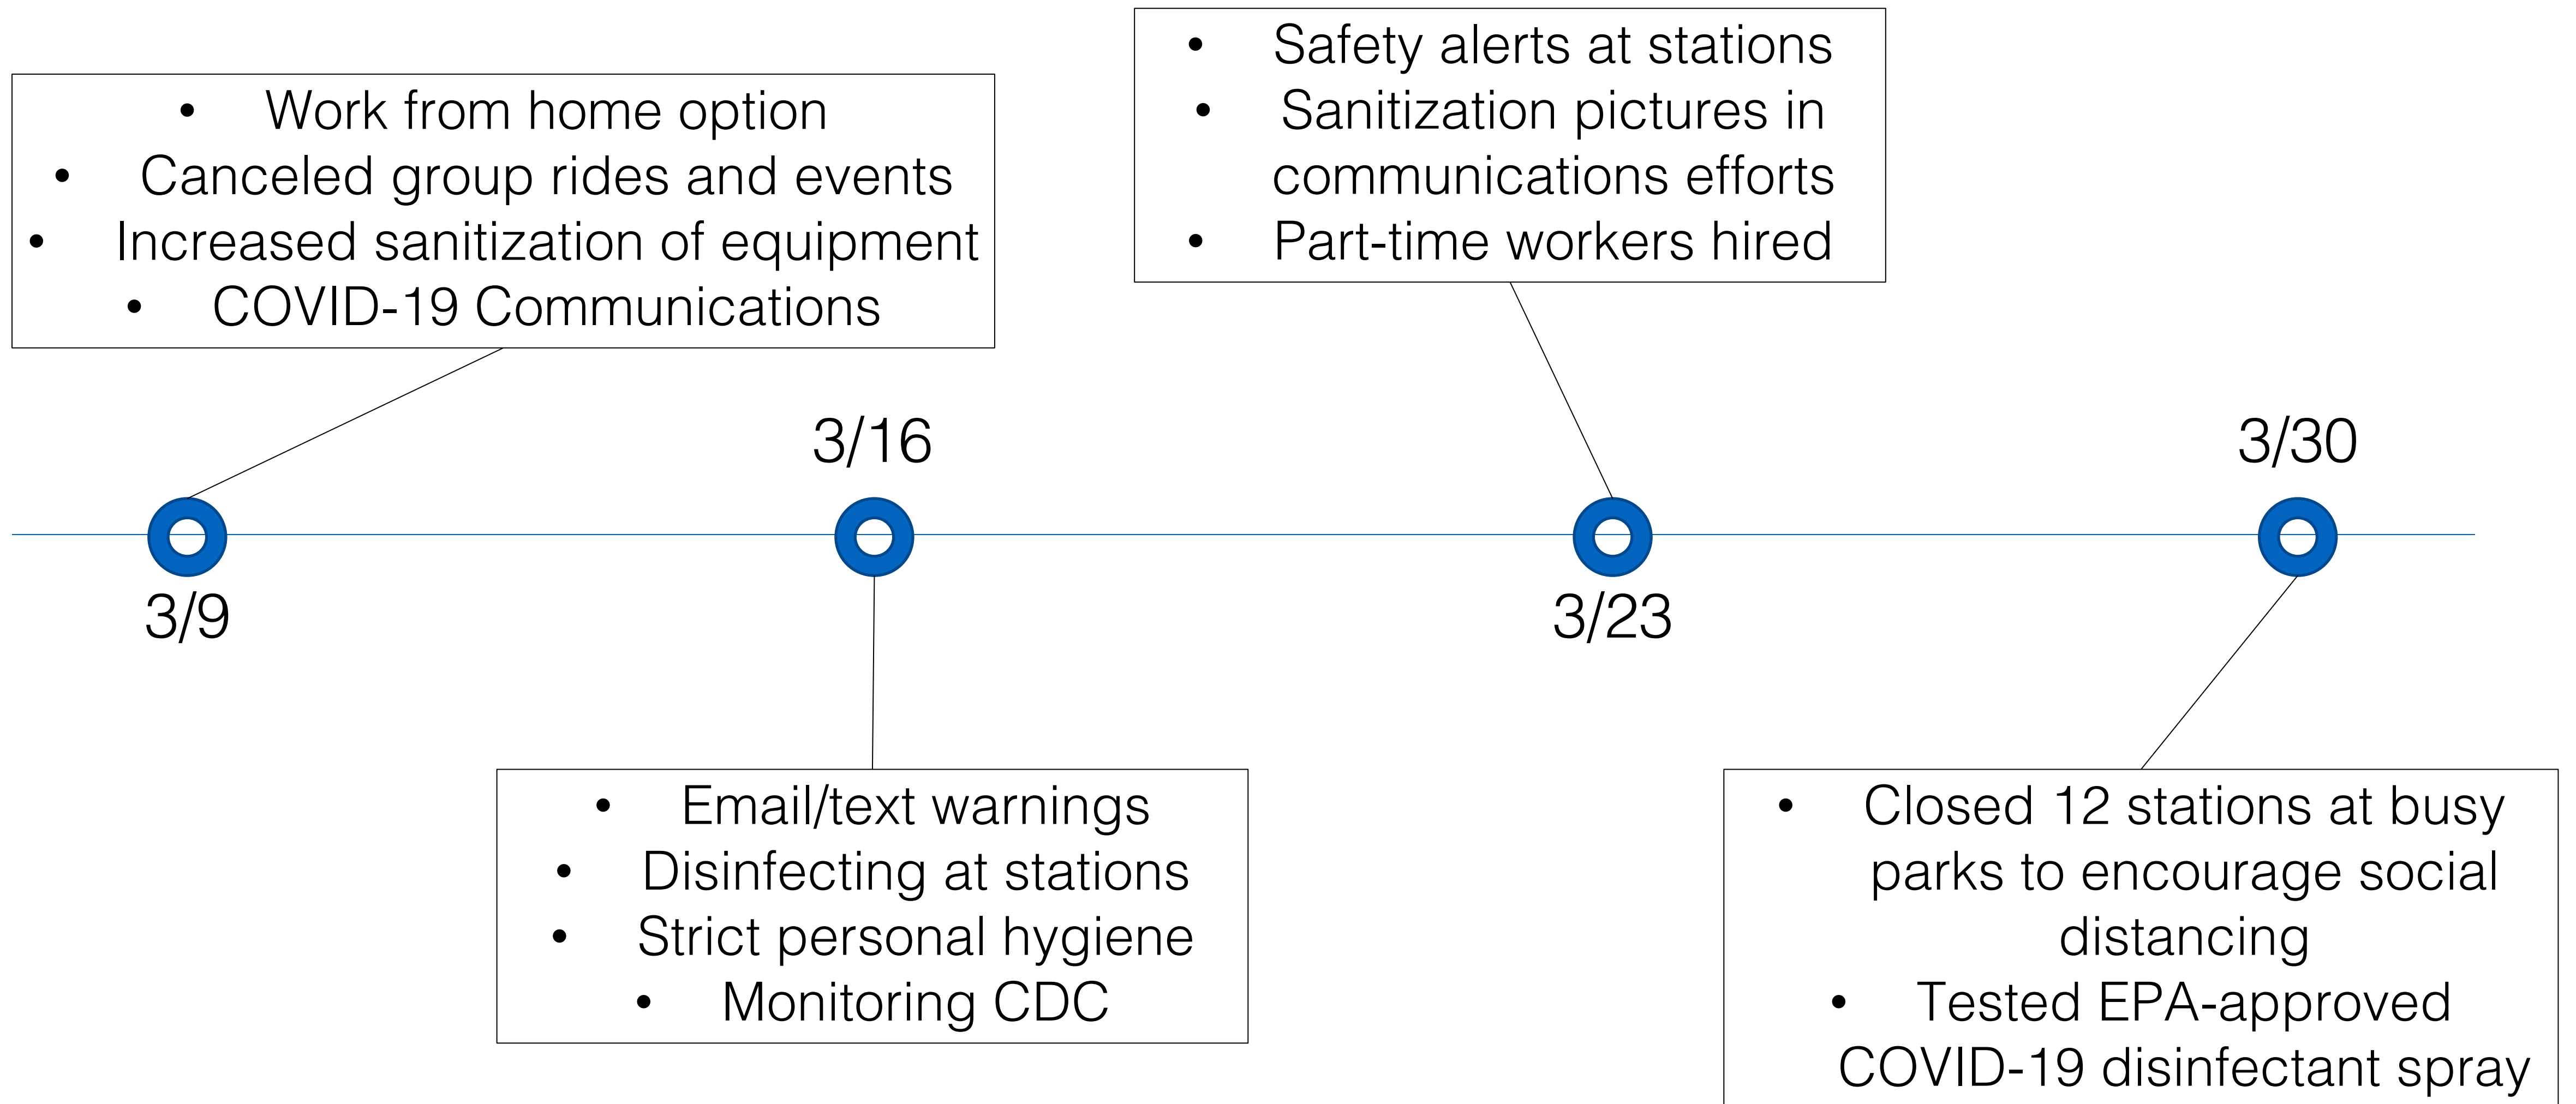 • Work from home option
• Canceled group rides and events
• Increased sanitization of equipment
• COVID-19 Communications
3/9
3/16
• Email/text warnings
• Disinfecting at stations
• Strict personal hygiene
• Monitoring CDC
• Safety alerts at stations
• Sanitization pictures in
communications efforts
• Part-time workers hired
3/23
3/30
• Closed 12 stations at busy
parks to encourage social
distancing
• Tested EPA-approved
COVID-19 disinfectant spray